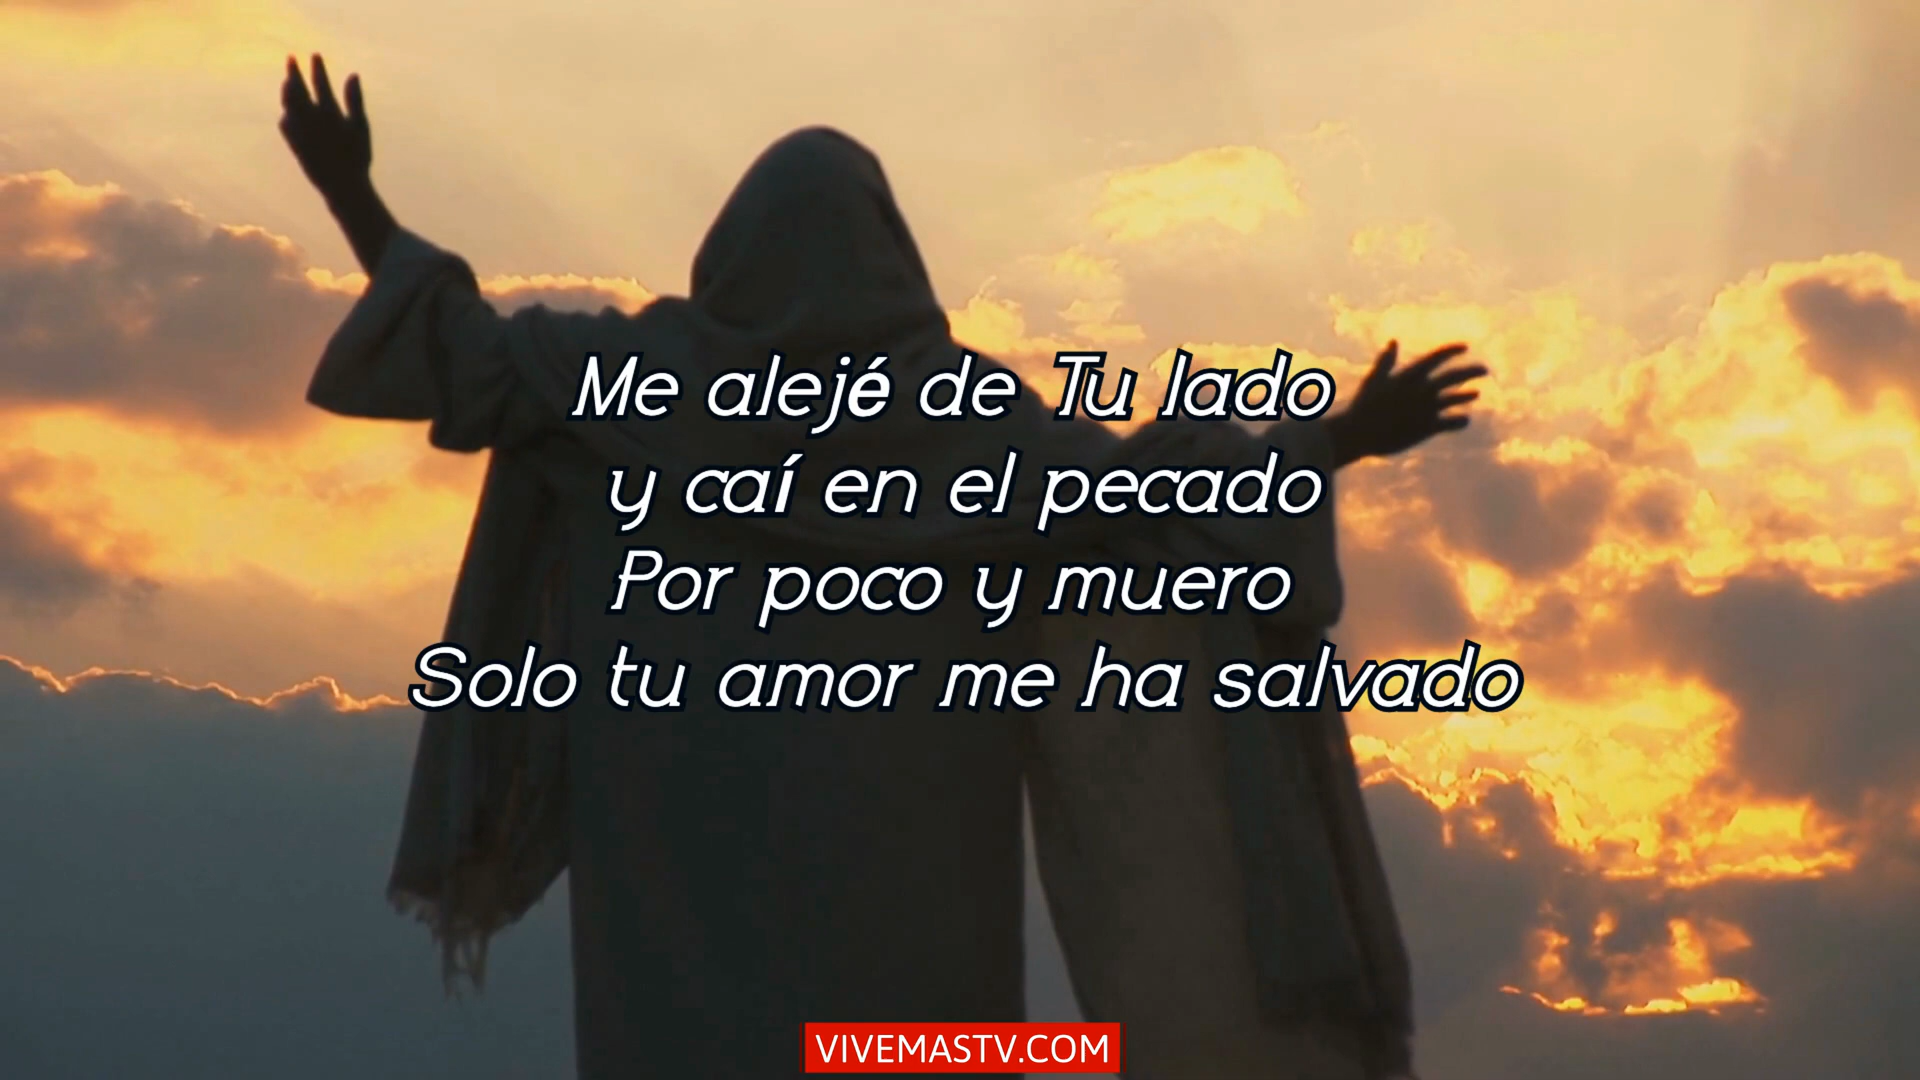 Me alejé de Tu lado
y caí en el pecado
Por poco y muero
Solo tu amor me ha salvado
VIVEMASTV.COM